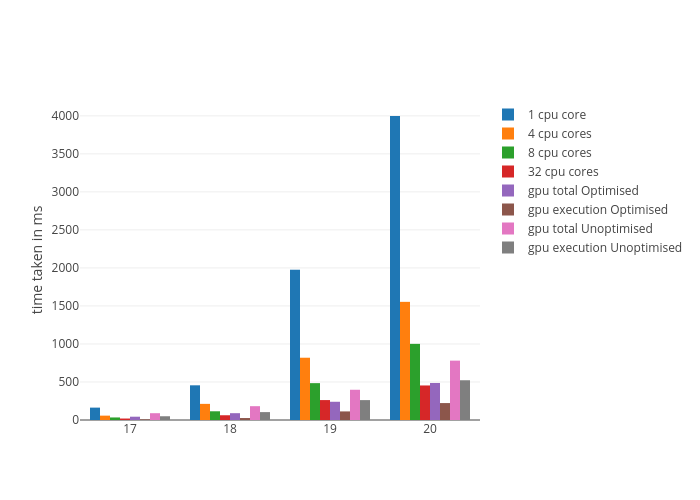 time taken in ms
4000
3500
3000
2500
2000
1500
1000
500
0
17 18 19 20
1 cpu core
4 cpu cores
8 cpu cores
32 cpu cores
gpu total Optimised
gpu execution Optimised
gpu total Unoptimised
gpu execution Unoptimised